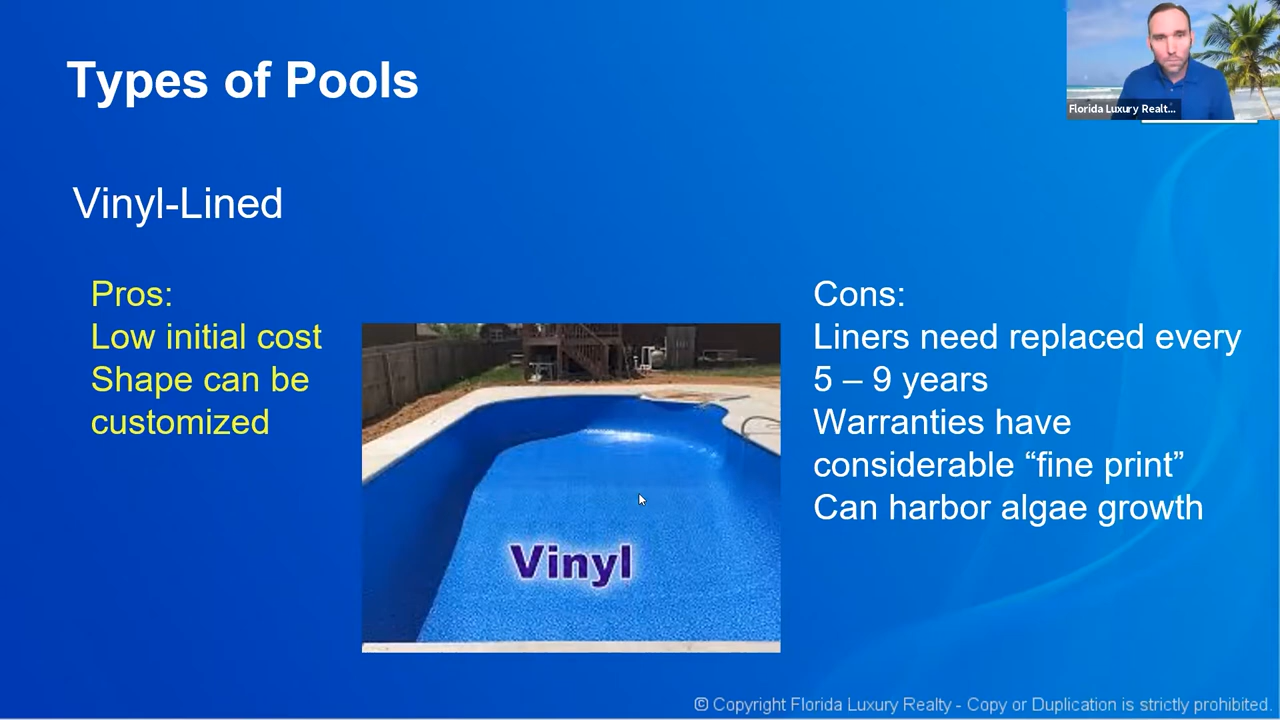 Types of Pools
Florida Luxury Realt...
Vinyl-Lined
Pros:
Low initial cost
Shape can be
customized
Vinyl
Cons:
Liners need replaced every
5 – 9 years
Warranties have
considerable “fine print”
Can harbor algae growth
© Copyright Florida Luxury Realty - Copy or Duplication is strictly prohibited.